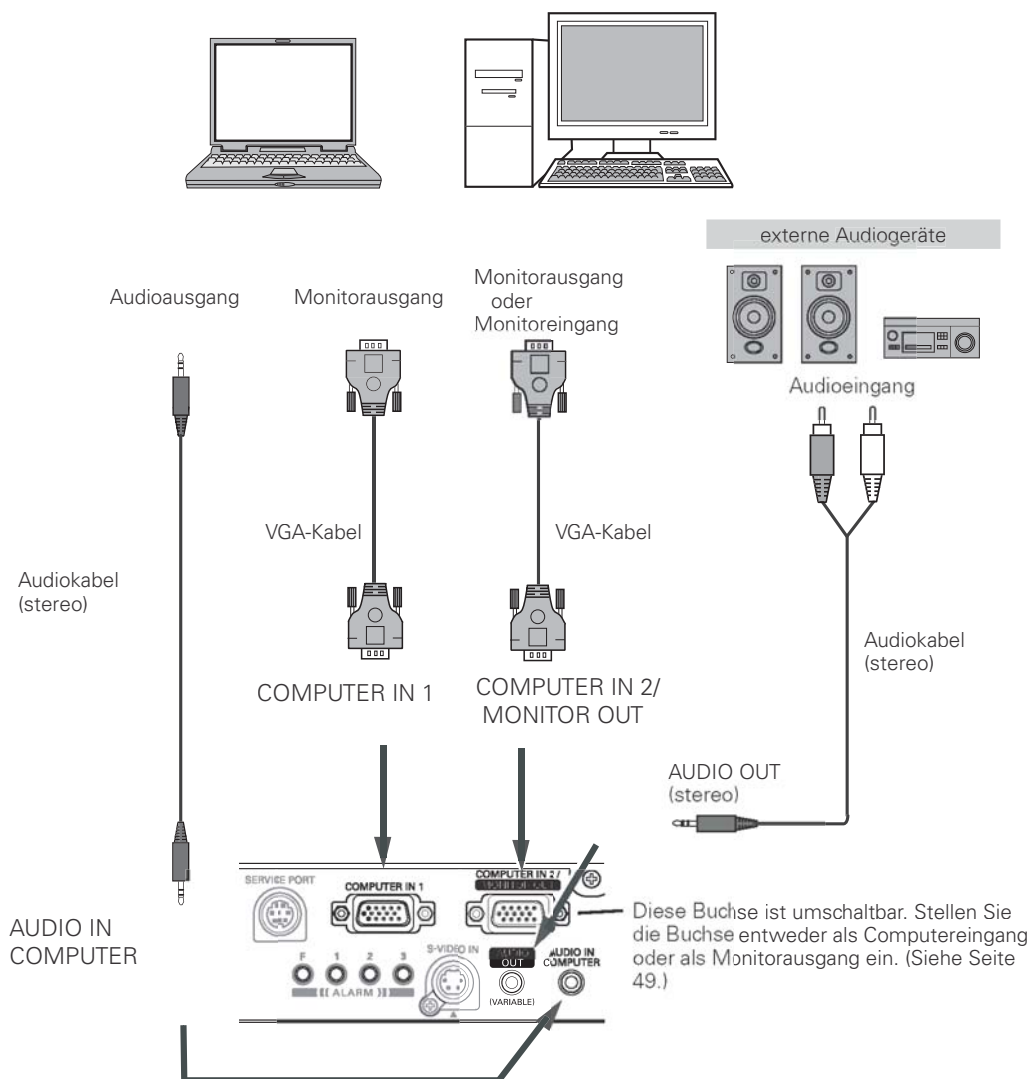 externe Audiogeräte
Audioausgang
Monitorausgang
Monitorausgang
oder
Monitoreingang
Audioeingang
VGA-Kabel
VGA-Kabel
Audiokabel
(stereo)
Audiokabel
(stereo)
COMPUTER IN 1
COMPUTER IN 2/
MONITOR OUT
AUDIO OUT
(stereo)
SERVICE PORT
COMPUTER IN 1
COMPUTER IN 2 /
MONITOR OUT
Diese Buchse ist umschaltbar. Stellen Sie
die Buchse entweder als Computereingang
oder als Monitorausgang ein. (Siehe Seite
49.)
AUDIO IN
COMPUTER
F 1 2 3
ALARM
S-VIDEO IN
AUDIO
OUT
(VARIABLE)
AUDIO IN
COMPUTER